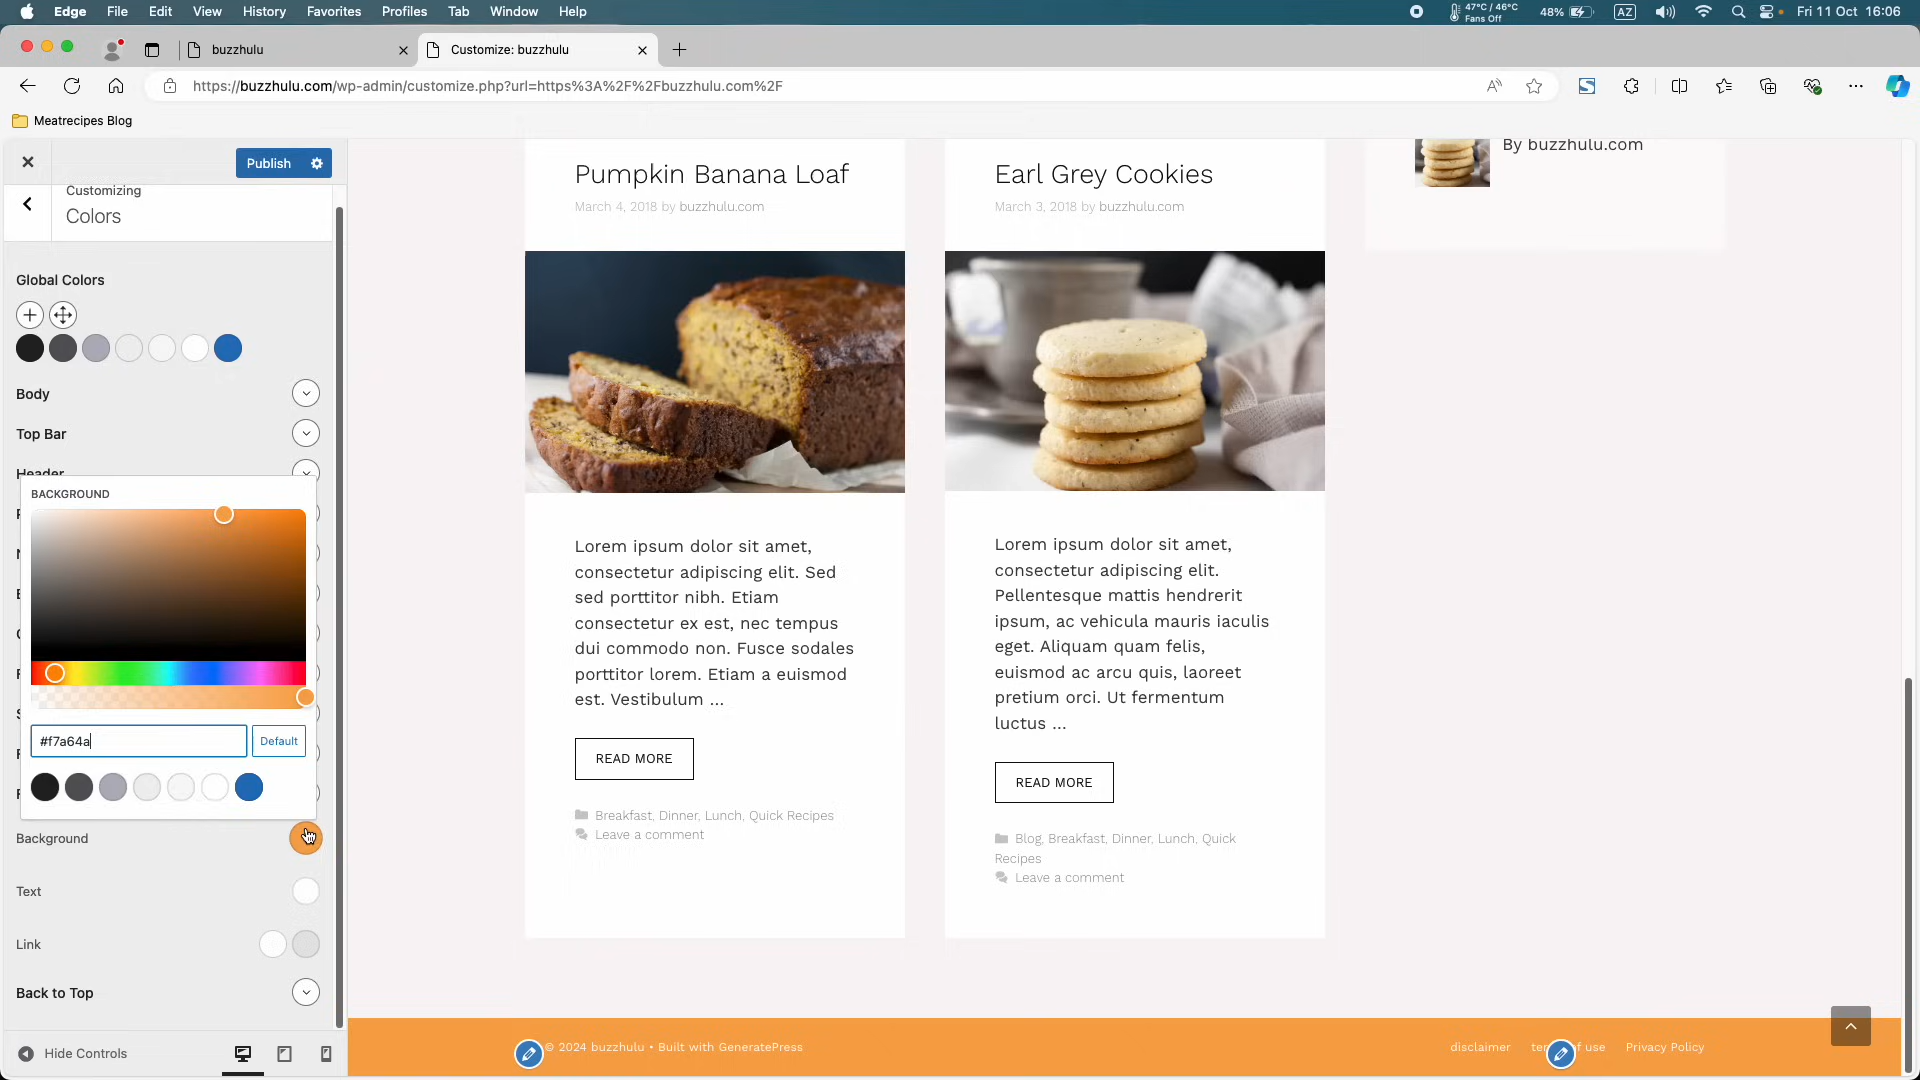 Edge File Edit View History Favorites Profiles Tab Window Help
47°C / 46°C
Fans Off
48%
AZ
Fri 11 Oct 16:06
buzzhulu
Customize: buzzhulu
https://buzzhulu.com/wp-admin/customize.php?url=https%3A%2F%2Fbuzzhulu.com%2F
Meatrecipes Blog
Publish
Customizing
Colors
Global Colors
Body
Top Bar
Header
BACKGROUND
#f7a64a
Default
Background
Text
Link
Back to Top
Hide Controls
Pumpkin Banana Loaf
March 4, 2018 by buzzhulu.com
Lorem ipsum dolor sit amet,
consectetur adipiscing elit. Sed
sed porttitor nibh. Etiam
consectetur ex est, nec tempus
dui commodo non. Fusce sodales
porttitor lorem. Etiam a euismod
est. Vestibulum ...
READ MORE
Breakfast, Dinner, Lunch, Quick Recipes
Leave a comment
Earl Grey Cookies
March 3, 2018 by buzzhulu.com
Lorem ipsum dolor sit amet,
consectetur adipiscing elit.
Pellentesque mattis hendrerit
ipsum, ac vehicula mauris iaculis
eget. Aliquam quam felis,
euismod ac arcu quis, laoreet
pretium orci. Ut fermentum
luctus ...
READ MORE
Blog, Breakfast, Dinner, Lunch, Quick
Recipes
Leave a comment
By buzzhulu.com
© 2024 buzzhulu • Built with GeneratePress
disclaimer
of use
Privacy Policy